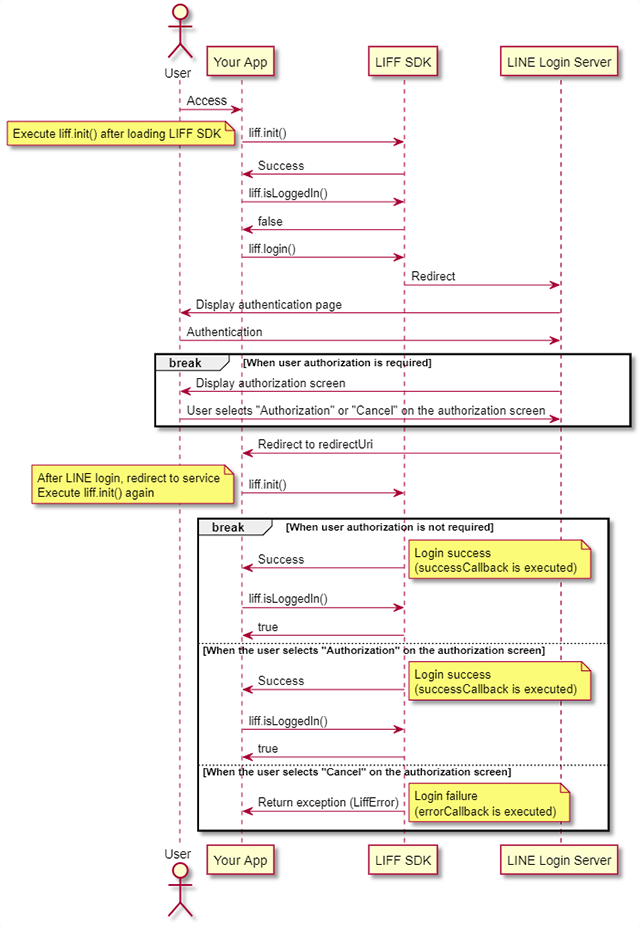 User
Your App
LIFF SDK
LINE Login Server
Access
Execute liff.init() after loading LIFF SDK
liff.init()
Success
liff.isLoggedIn()
false
liff.login()
Redirect
Display authentication page
Authentication
break
[When user authorization is required]
Display authorization screen
User selects "Authorization" or "Cancel" on the authorization screen
Redirect to redirectUri
After LINE login, redirect to service
Execute liff.init() again
liff.init()
break
[When user authorization is not required]
Success
Login success
(successCallback is executed)
liff.isLoggedIn()
true
[When the user selects "Authorization" on the authorization screen]
Success
Login success
(successCallback is executed)
liff.isLoggedIn()
true
[When the user selects "Cancel" on the authorization screen]
Return exception (LiffError)
Login failure
(errorCallback is executed)
User
Your App
LIFF SDK
LINE Login Server